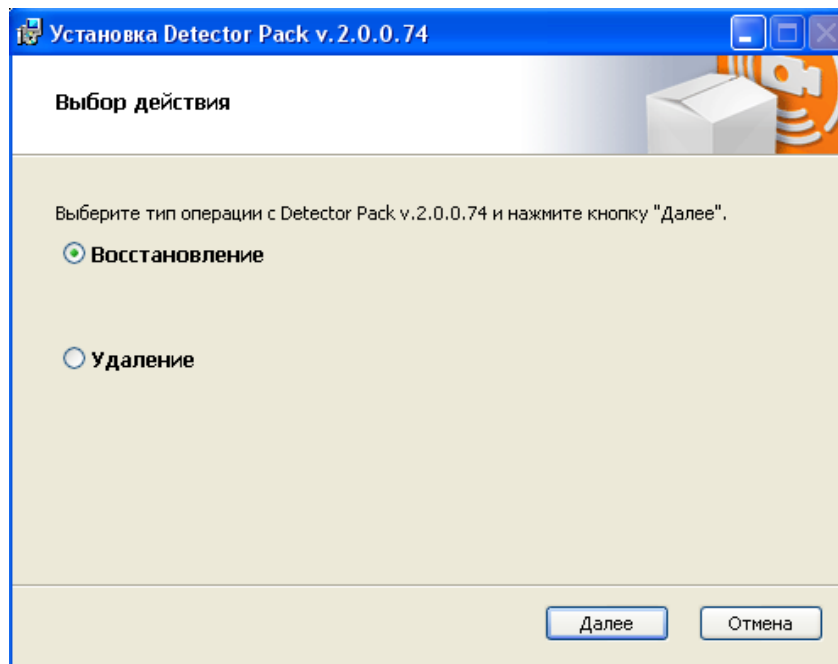 Установка Detector Pack v.2.0.0.74
Выбор действия
Выберите тип операции с Detector Pack v.2.0.0.74 и нажмите кнопку "Далее".
Восстановление
Удаление
Далее
Отмена